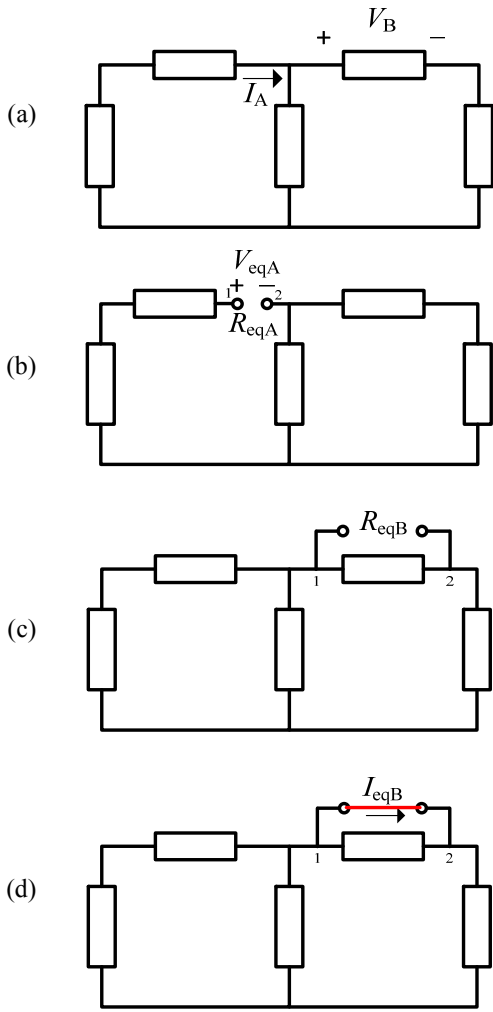 V_B
+ −
(a) I_A
V_eqA
1 + − 2
R_eqA
(b)
R_eqB
1 2
(c)
I_eqB
1 2
(d)